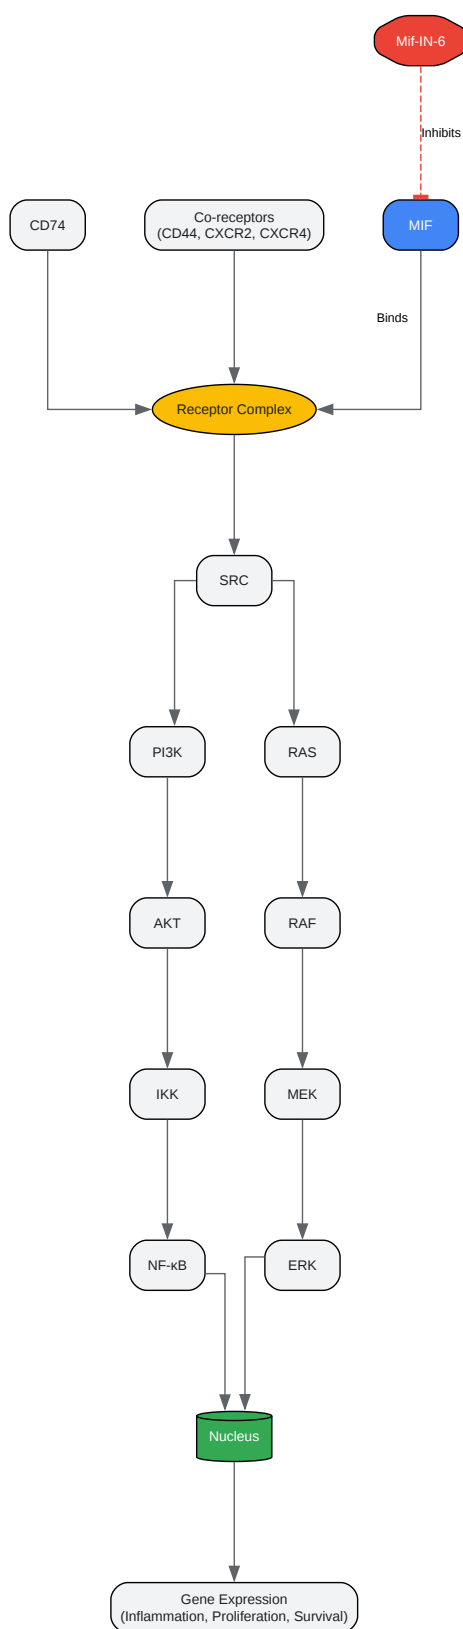 Mif-IN-6
Inhibits
CD74
Co-receptors
(CD44, CXCR2, CXCR4)
MIF
Binds
Receptor Complex
SRC
PI3K
RAS
AKT
RAF
IKK
MEK
NF-κB
ERK
Nucleus
Gene Expression
(Inflammation, Proliferation, Survival)